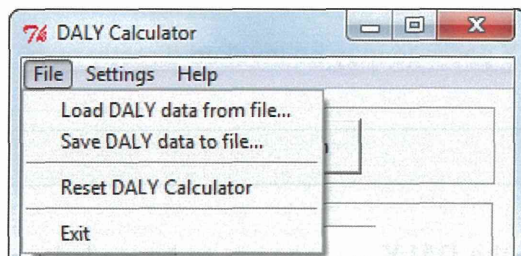 DALY Calculator
File Settings Help
Load DALY data from file...
Save DALY data to file...
Reset DALY Calculator
Exit